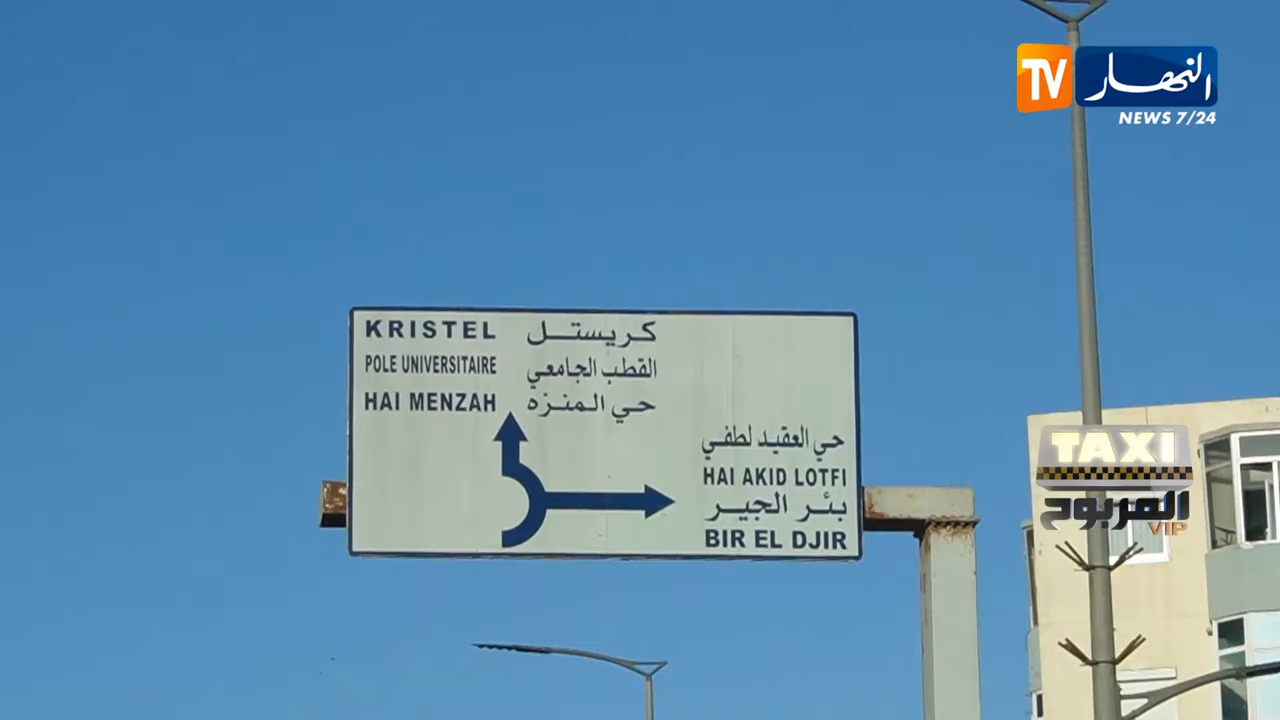 TV النهار
NEWS 7/24
KRISTEL كريستل
POLE UNIVERSITAIRE القطب الجامعي
HAI MENZAH حي المنزه
حي العقيد لطفي
HAI AKID LOTFI
بئر الجير
BIR EL DJIR
TAXI
المربوح
VIP